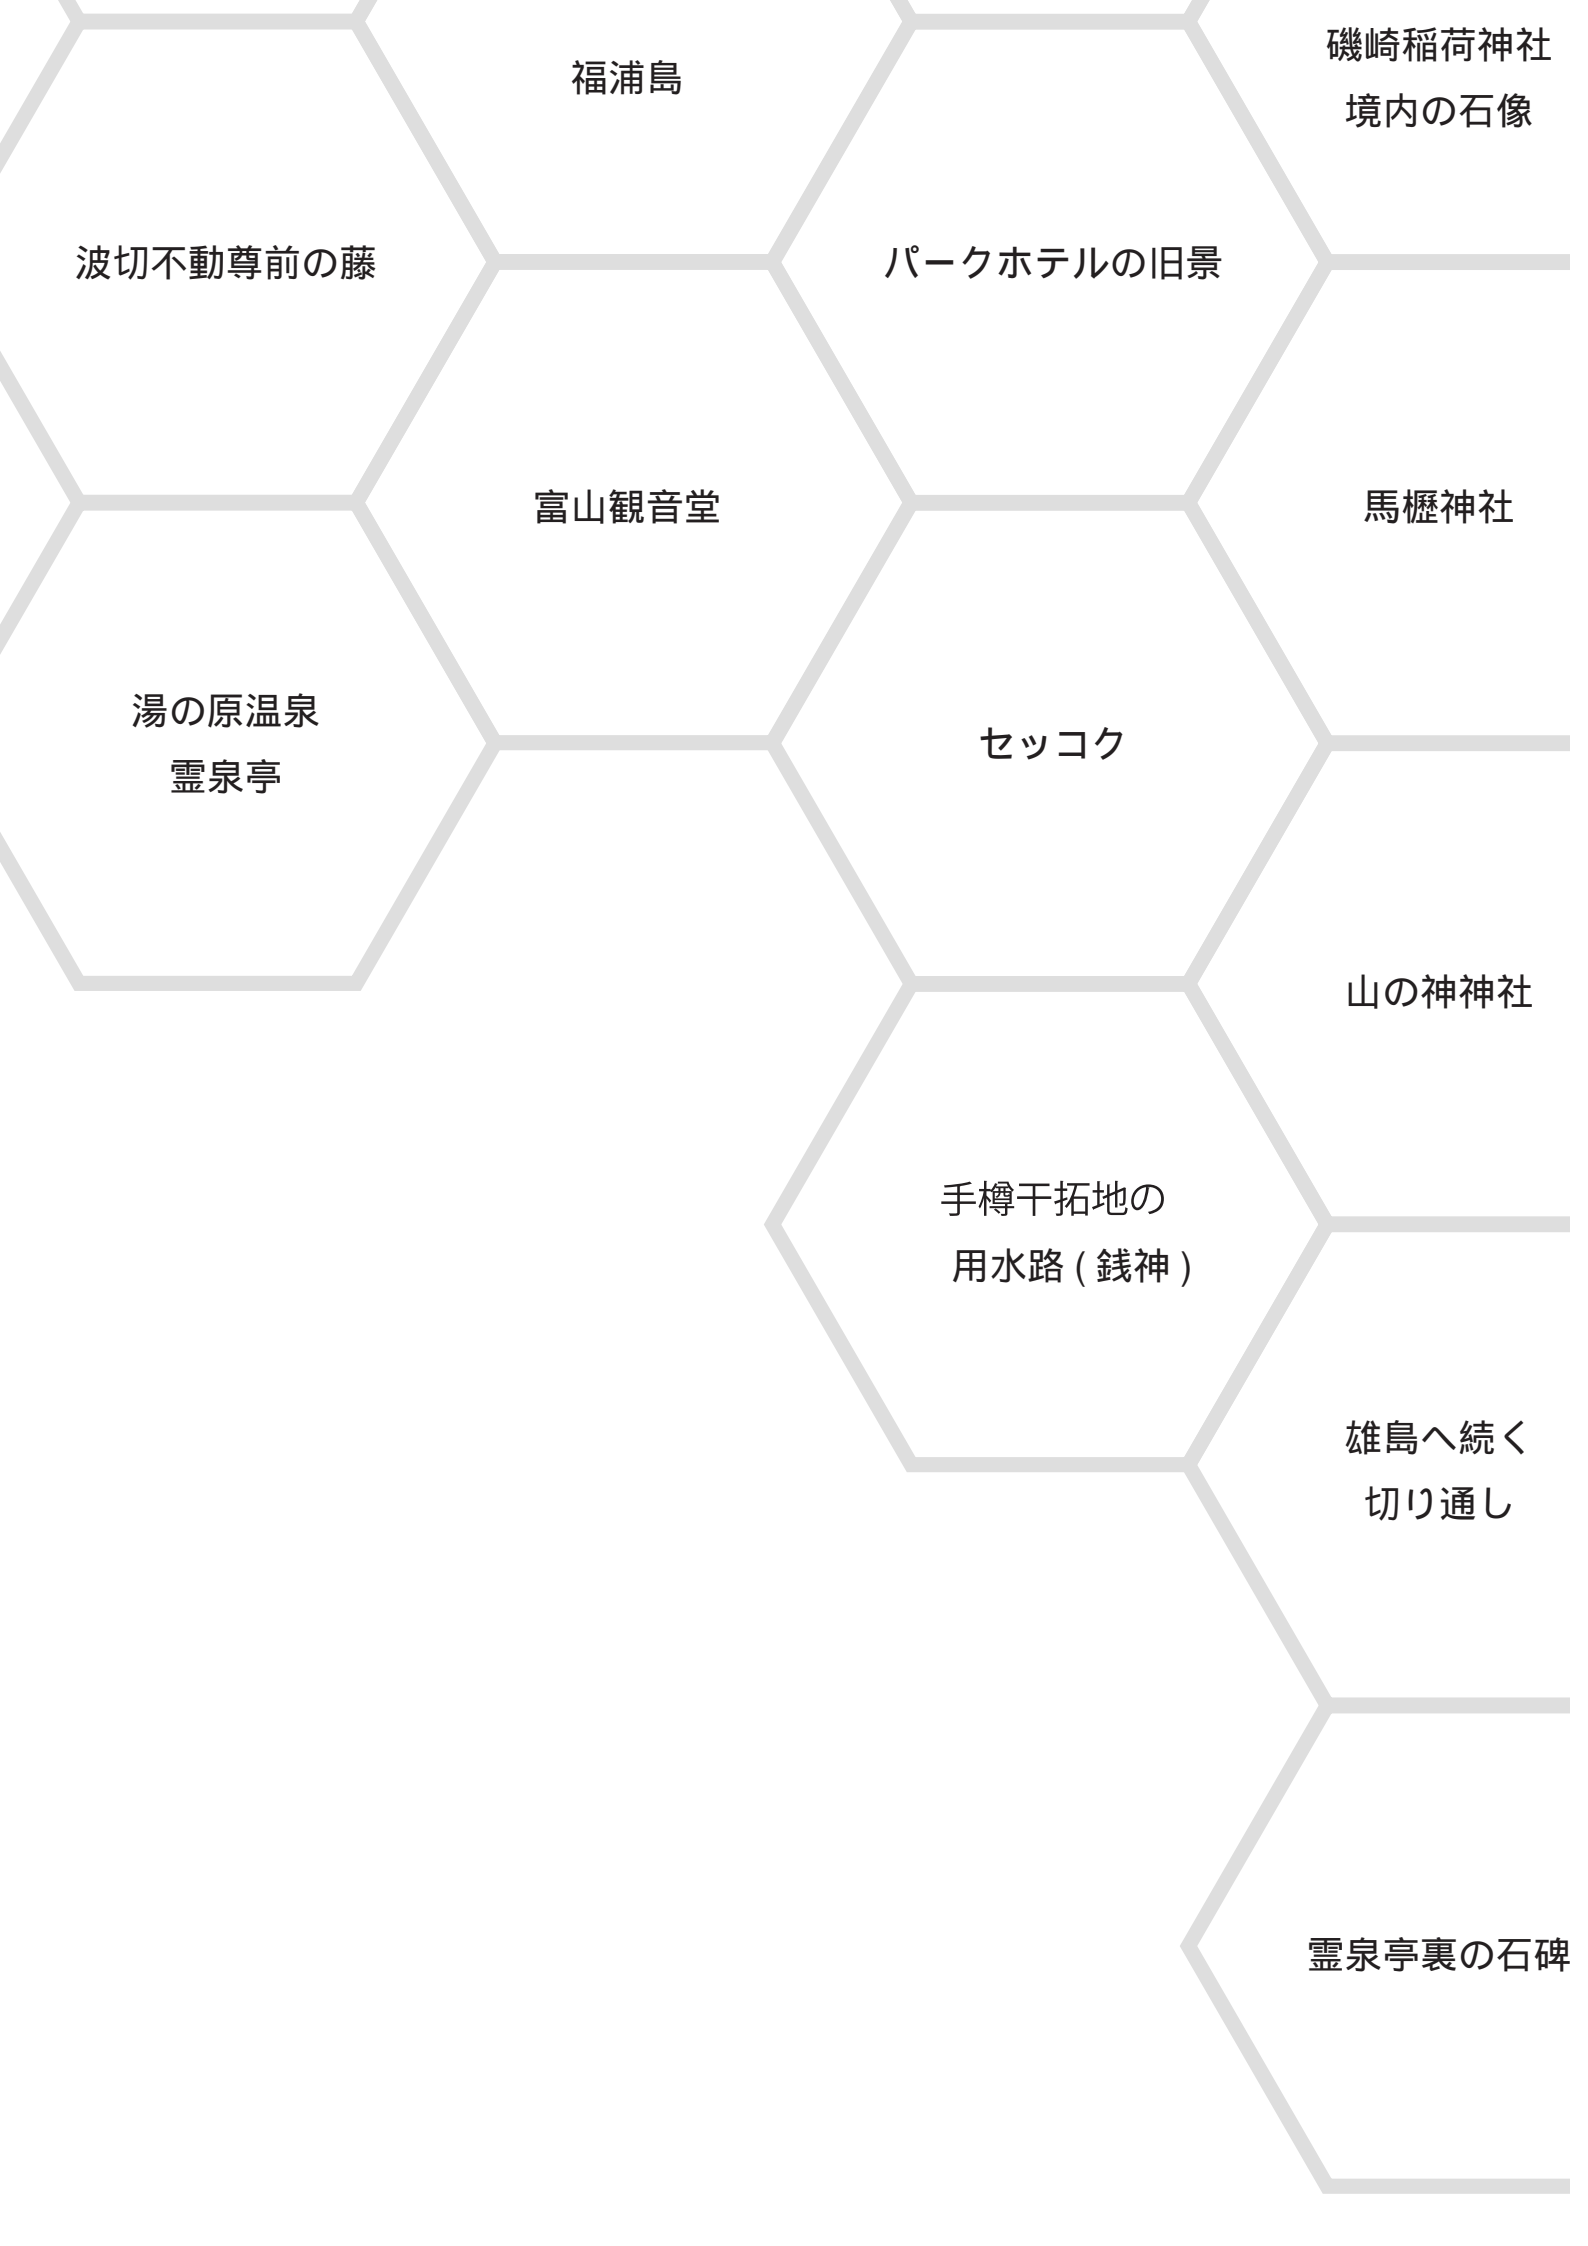 福浦島
磯崎稲荷神社
境内の石像
波切不動尊前の藤
パークホテルの旧景
富山観音堂
馬櫪神社
湯の原温泉
霊泉亭
セッコク
山の神神社
手樽干拓地の
用水路 ( 銭神 )
雄島へ続く
切り通し
霊泉亭裏の石碑